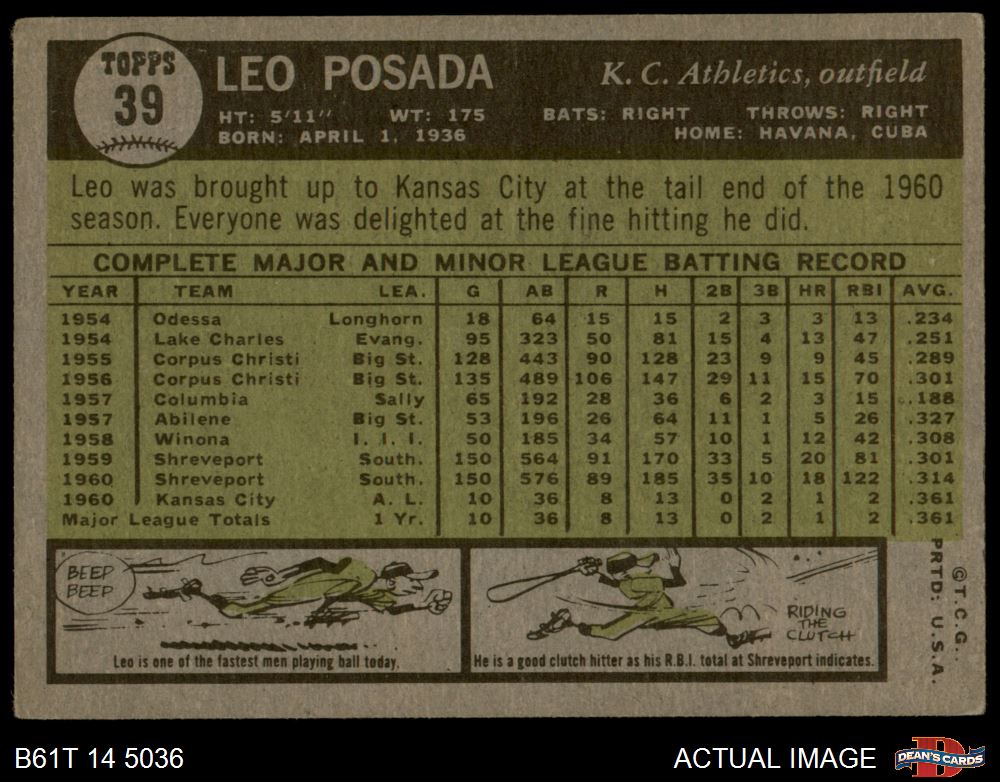 TOPPS
39
LEO POSADA
K. C. Athletics, outfield
HT: 5'11" WT: 175 BATS: RIGHT THROWS: RIGHT
BORN: APRIL 1, 1936 HOME: HAVANA, CUBA
Leo was brought up to Kansas City at the tail end of the 1960
season. Everyone was delighted at the fine hitting he did.
COMPLETE MAJOR AND MINOR LEAGUE BATTING RECORD
YEAR TEAM LEA. G AB R H 2B 3B HR RBI AVG.
1954 Odessa Longhorn 18 64 15 15 2 3 3 13 .234
1954 Lake Charles Evang. 95 323 50 81 15 4 13 47 .251
1955 Corpus Christi Big St. 128 443 90 128 23 9 9 45 .289
1956 Corpus Christi Big St. 135 489 106 147 29 11 15 70 .301
1957 Columbia Sally 65 192 28 36 6 2 3 15 .188
1957 Abilene Big St. 53 196 26 64 11 1 5 26 .327
1958 Winona I. I. I. 50 185 34 57 10 1 12 42 .308
1959 Shreveport South. 150 564 91 170 33 5 20 81 .301
1960 Shreveport South. 150 576 89 185 35 10 18 122 .314
1960 Kansas City A. L. 10 36 8 13 0 2 1 2 .361
Major League Totals 1 Yr. 10 36 8 13 0 2 1 2 .361
BEEP
BEEP
Leo is one of the fastest men playing ball today.
RIDING
THE
CLUTCH
He is a good clutch hitter as his R.B.I. total at Shreveport indicates.
©T.C.G.
PRTD: U.S.A.
B61T 14 5036
ACTUAL IMAGE
D
DEAN'S CARDS